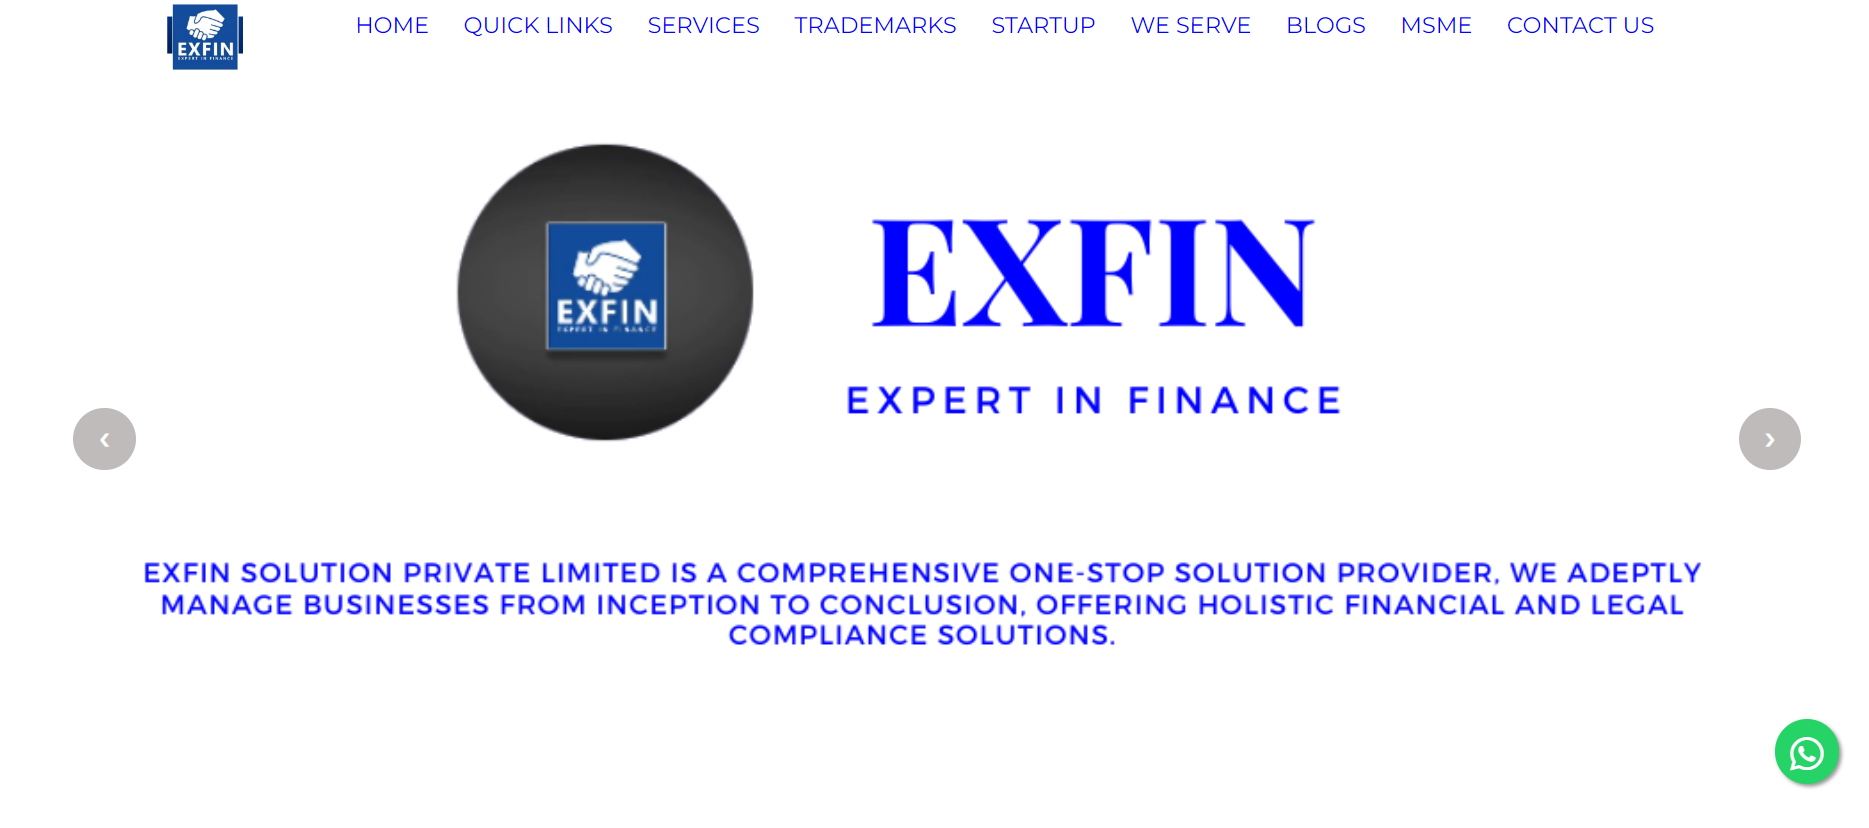 EXFIN
EXPERT IN FINANCE
HOME QUICK LINKS SERVICES TRADEMARKS STARTUP WE SERVE BLOGS MSME CONTACT US
EXFIN
EXPERT IN FINANCE
EXFIN
EXPERT IN FINANCE
EXFIN SOLUTION PRIVATE LIMITED IS A COMPREHENSIVE ONE-STOP SOLUTION PROVIDER, WE ADEPTLY
MANAGE BUSINESSES FROM INCEPTION TO CONCLUSION, OFFERING HOLISTIC FINANCIAL AND LEGAL
COMPLIANCE SOLUTIONS.